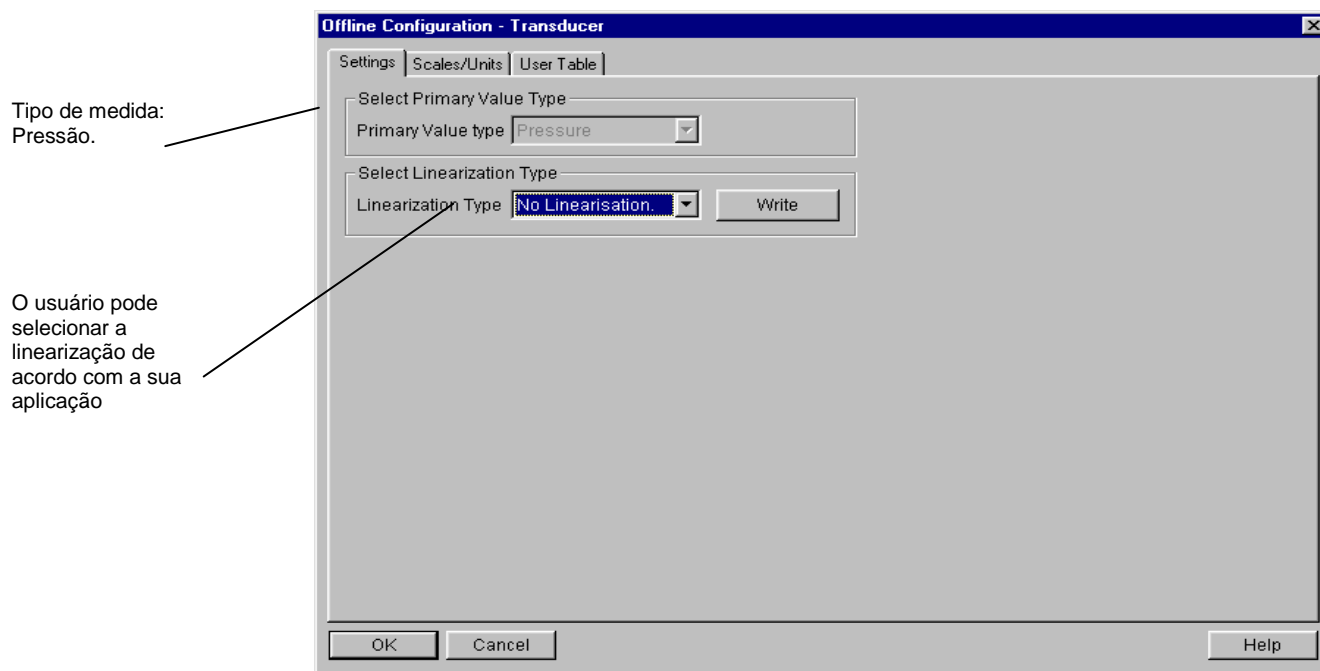 Offline Configuration - Transducer
Settings Scales/Units User Table
Tipo de medida:
Pressão.
Select Primary Value Type
Primary Value type Pressure
Select Linearization Type
Linearization Type No Linearisation. Write
O usuário pode
selecionar a
linearização de
acordo com a sua
aplicação
OK Cancel Help